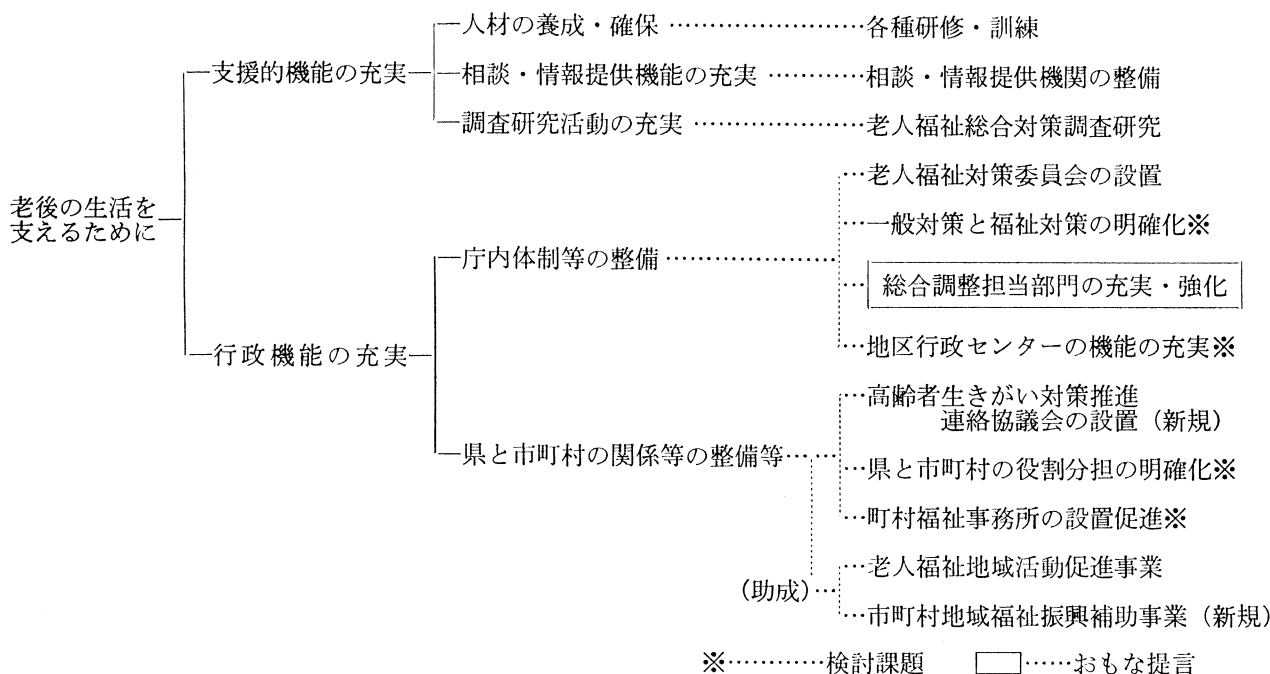 人材の養成・確保……………………各種研修・訓練
支援的機能の充実
相談・情報提供機能の充実…………相談・情報提供機関の整備
調査研究活動の充実…………………老人福祉総合対策調査研究
老後の生活を
支えるために
老人福祉対策委員会の設置
一般対策と福祉対策の明確化※
庁内体制等の整備
総合調整担当部門の充実・強化
行政機能の充実
地区行政センターの機能の充実※
高齢者生きがい対策推進
連絡協議会の設置（新規）
県と市町村の関係等の整備等
県と市町村の役割分担の明確化※
町村福祉事務所の設置促進※
老人福祉地域活動促進事業
（助成）
市町村地域福祉振興補助事業（新規）
※…………検討課題　□……おもな提言